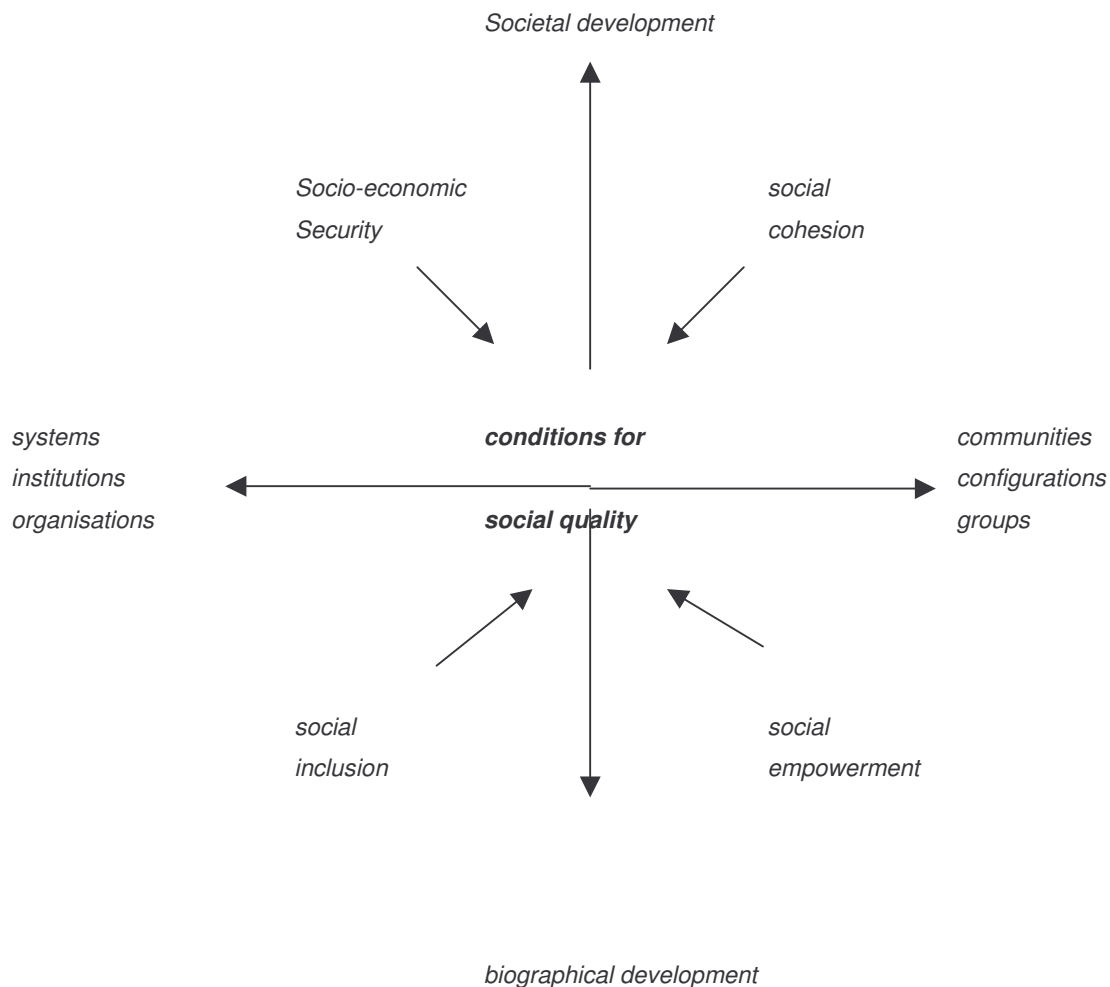 Societal development
Socio-economic
Security
social
cohesion
systems
institutions
organisations
conditions for
social quality
communities
configurations
groups
social
inclusion
social
empowerment
biographical development